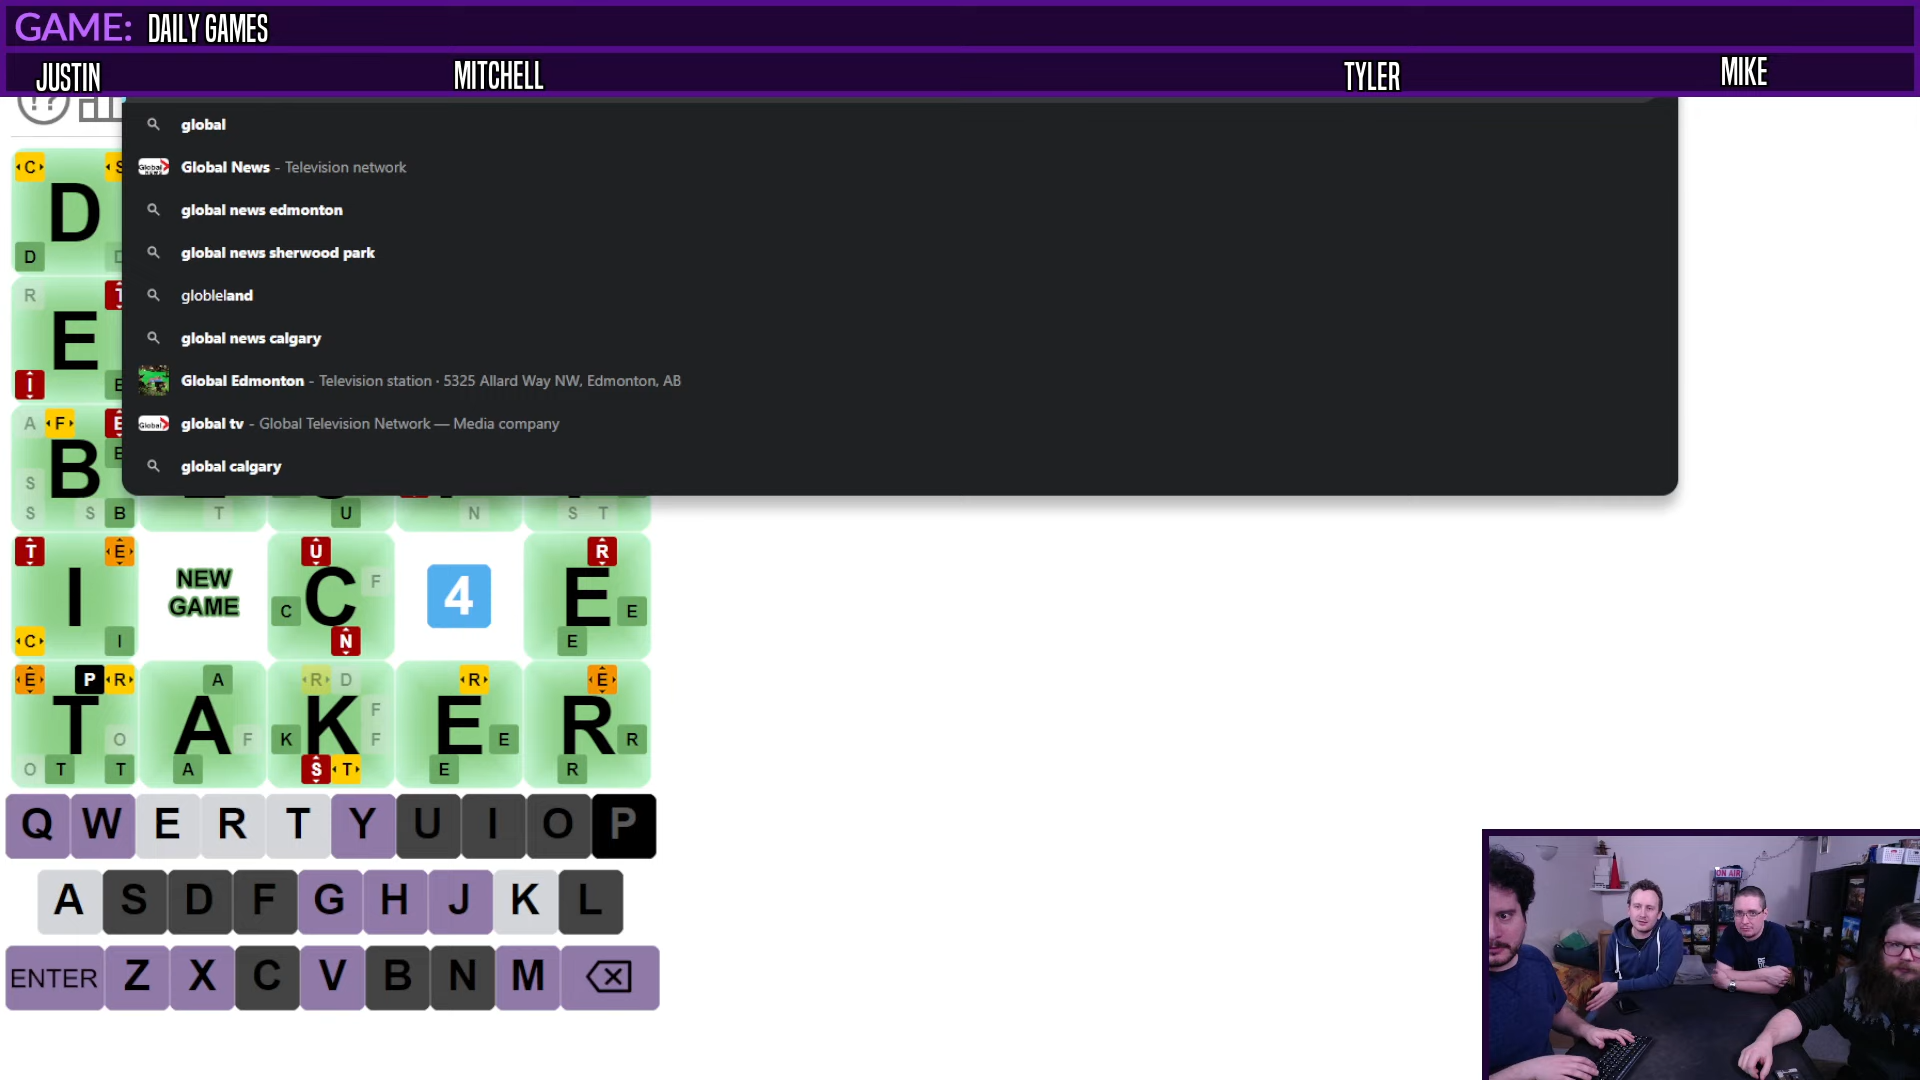 GAME: DAILY GAMES
JUSTIN MITCHELL TYLER MIKE
!?
global
Global News - Television network
global news edmonton
global news sherwood park
globleland
global news calgary
Global Edmonton - Television station · 5325 Allard Way NW, Edmonton, AB
global tv - Global Television Network — Media company
global calgary
C S
D
D D
R T
E
I E
A F E
B E
S
S S B T U N S T
T E U R
I NEW GAME C F 4 E
C E
C I N E
E P R A R D R E
T A K E R
O F K F F E R
O T T A S T E R
Q W E R T Y U I O P
A S D F G H J K L
ENTER Z X C V B N M
ON AIR